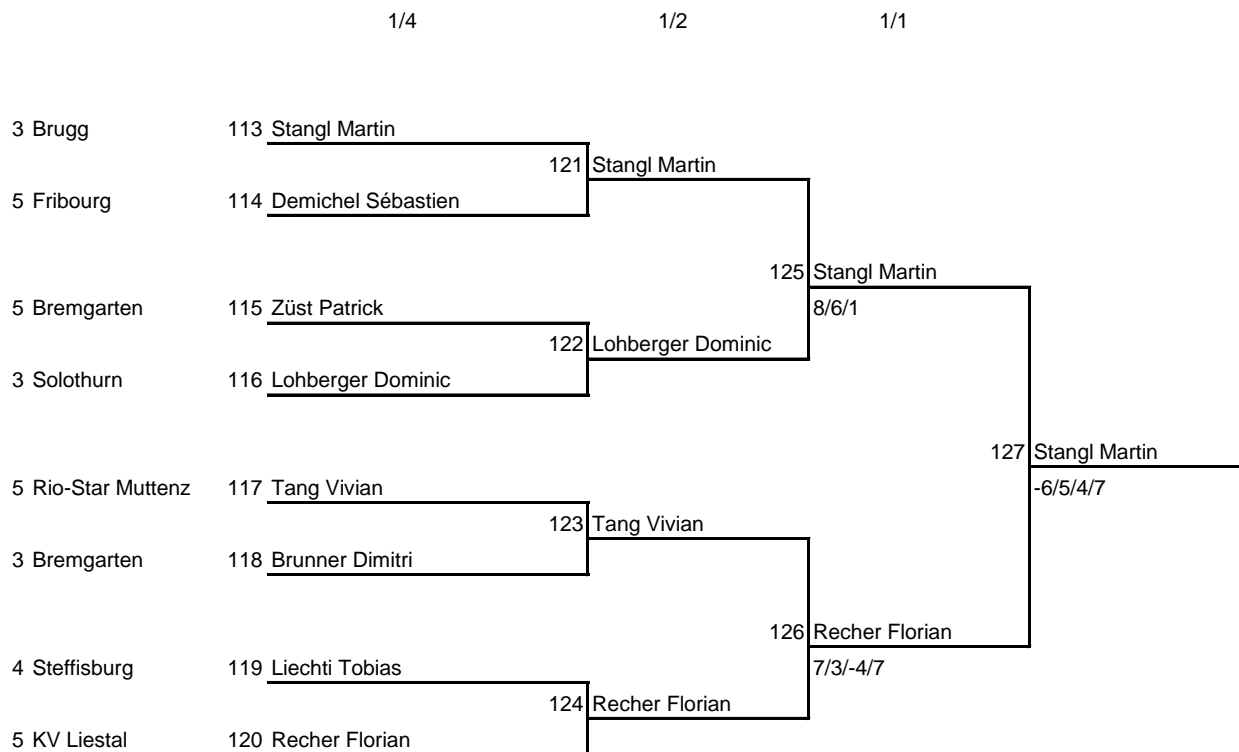 1/4 1/2 1/1
3 Brugg 113 Stangl Martin
121 Stangl Martin
5 Fribourg 114 Demichel Sébastien
125 Stangl Martin
5 Bremgarten 115 Züst Patrick 8/6/1
122 Lohberger Dominic
3 Solothurn 116 Lohberger Dominic
127 Stangl Martin
5 Rio-Star Muttenz 117 Tang Vivian -6/5/4/7
123 Tang Vivian
3 Bremgarten 118 Brunner Dimitri
126 Recher Florian
4 Steffisburg 119 Liechti Tobias 7/3/-4/7
124 Recher Florian
5 KV Liestal 120 Recher Florian